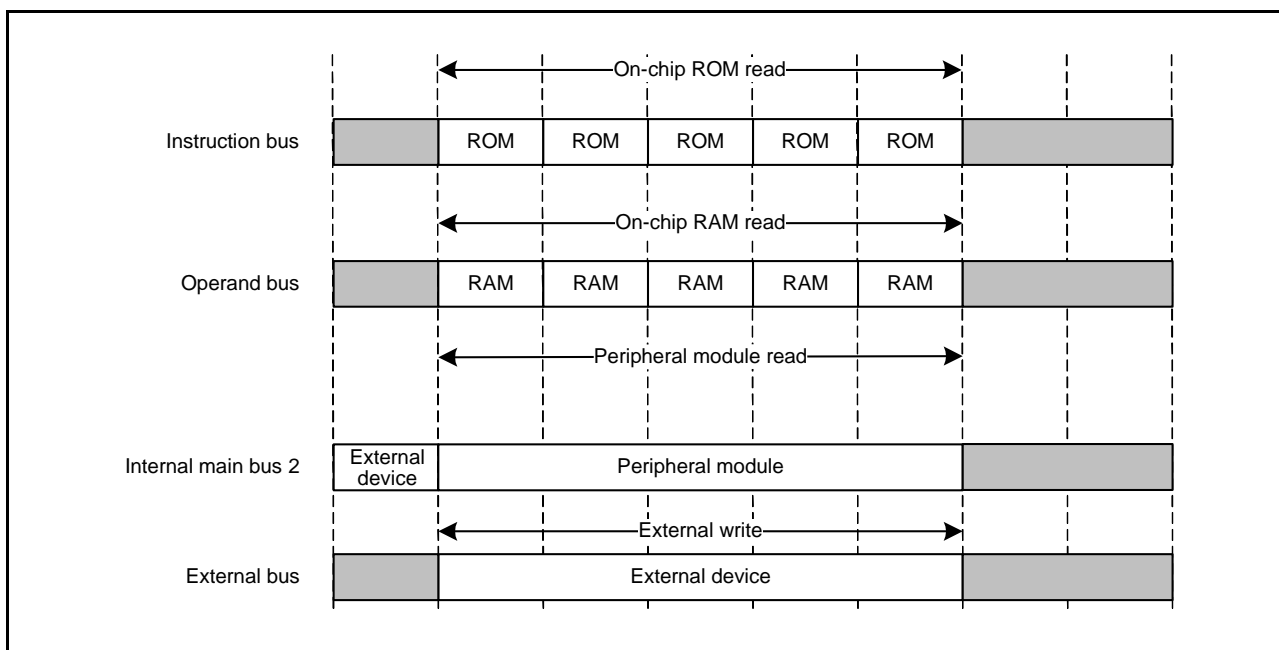 On-chip ROM read
Instruction bus ROM ROM ROM ROM ROM
On-chip RAM read
Operand bus RAM RAM RAM RAM RAM
Peripheral module read
Internal main bus 2 External device Peripheral module
External write
External bus External device